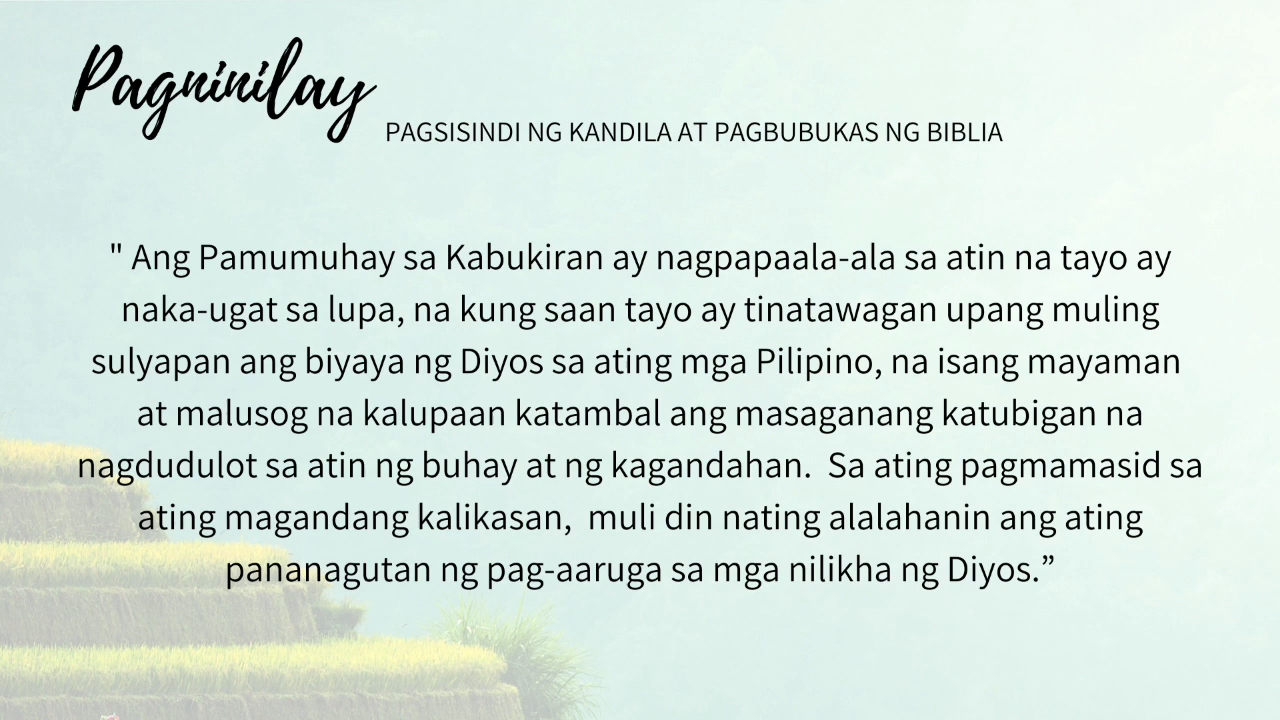 Pagninilay
PAGSISINDI NG KANDILA AT PAGBUBUKAS NG BIBLIA
" Ang Pamumuhay sa Kabukiran ay nagpapaala-ala sa atin na tayo ay
naka-ugat sa lupa, na kung saan tayo ay tinatawagan upang muling
sulyapan ang biyaya ng Diyos sa ating mga Pilipino, na isang mayaman
at malusog na kalupaan katambal ang masaganang katubigan na
nagdudulot sa atin ng buhay at ng kagandahan.  Sa ating pagmamasid sa
ating magandang kalikasan,  muli din nating alalahanin ang ating
pananagutan ng pag-aaruga sa mga nilikha ng Diyos.”